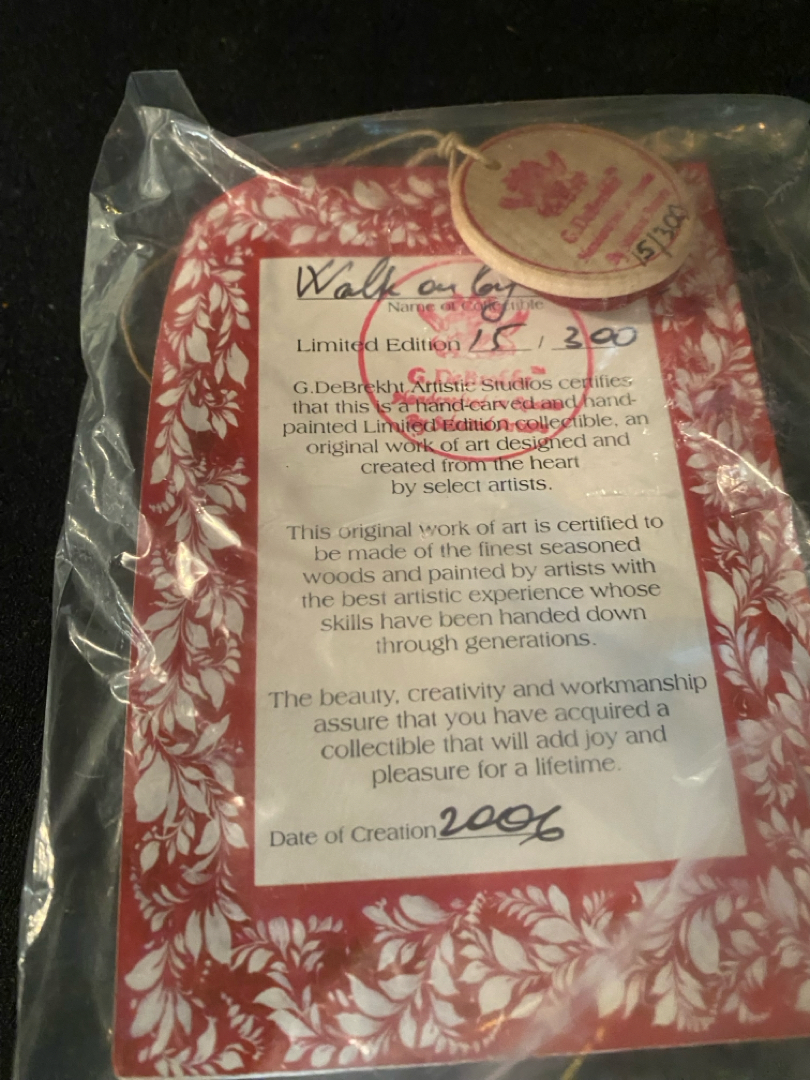 G.DeBrekht™
15/300
Walk on
Name of Collectible
Limited Edition 15 / 300
G.DeBrekht™
G.DeBrekht Artistic Studios certifies
that this is a hand-carved and hand-
painted Limited Edition collectible, an
original work of art designed and
created from the heart
by select artists.
This original work of art is certified to
be made of the finest seasoned
woods and painted by artists with
the best artistic experience whose
skills have been handed down
through generations.
The beauty, creativity and workmanship
assure that you have acquired a
collectible that will add joy and
pleasure for a lifetime.
Date of Creation 2006